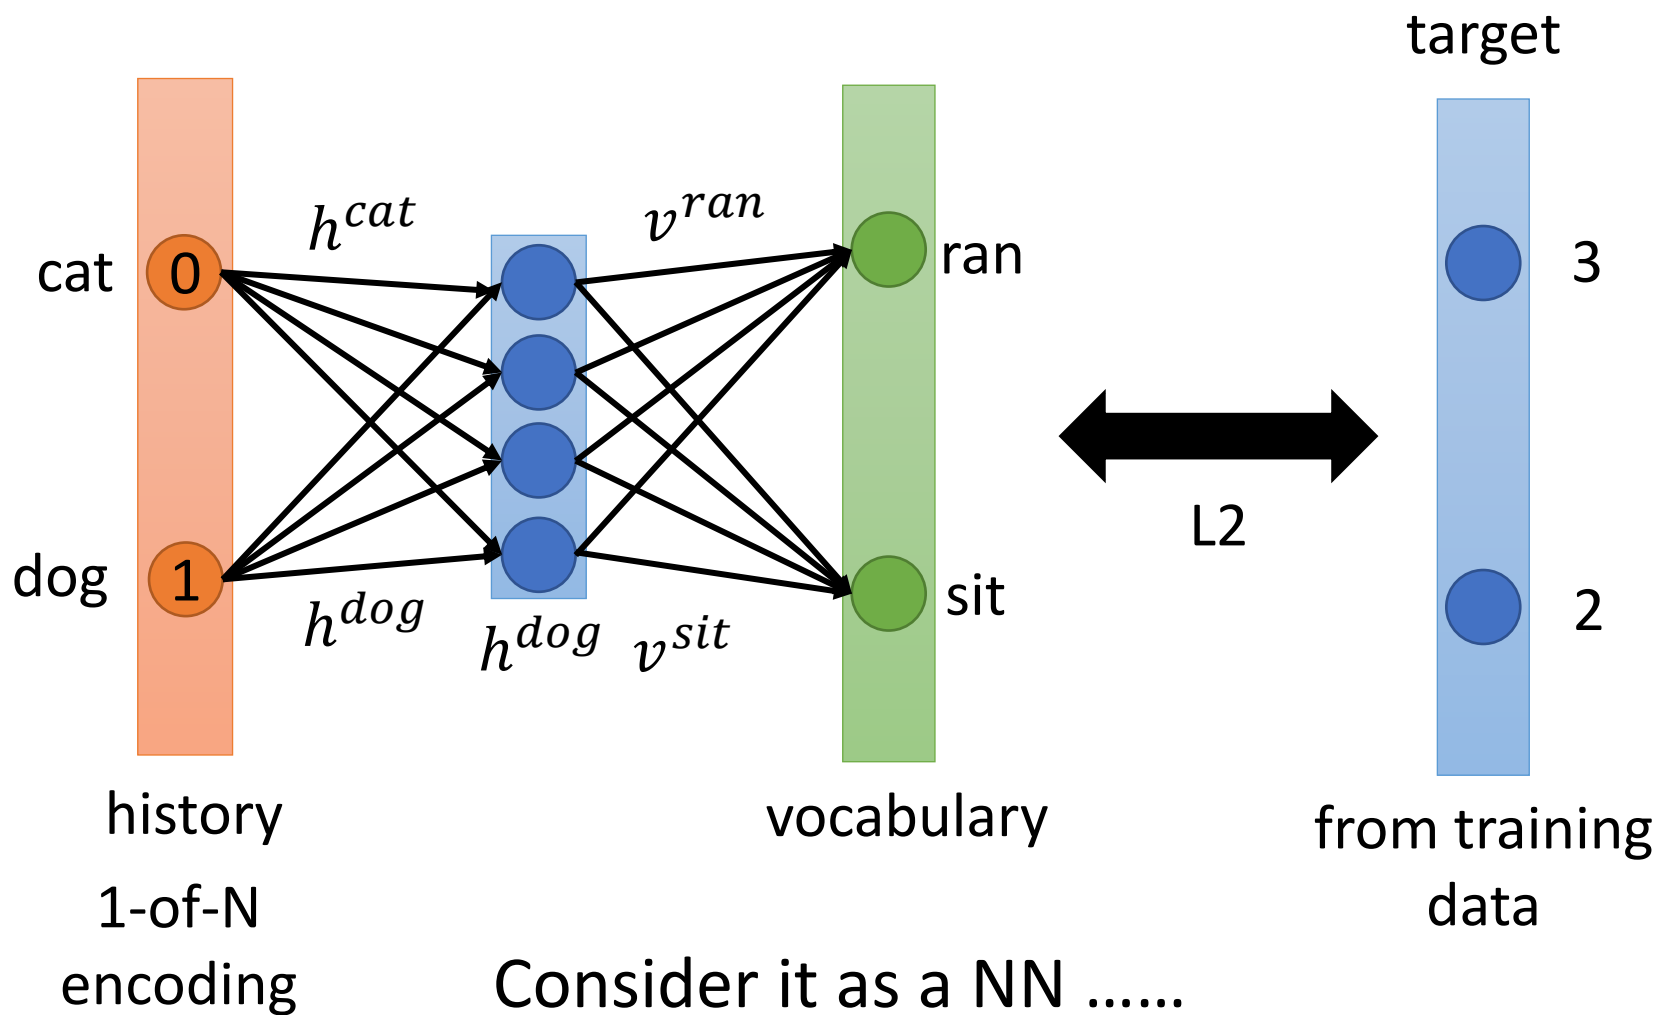 target
h^{cat}
v^{ran}
cat
0
ran
3
L2
dog
1
sit
2
h^{dog}
h^{dog}
v^{sit}
history
vocabulary
from training
data
1-of-N
encoding
Consider it as a NN ……